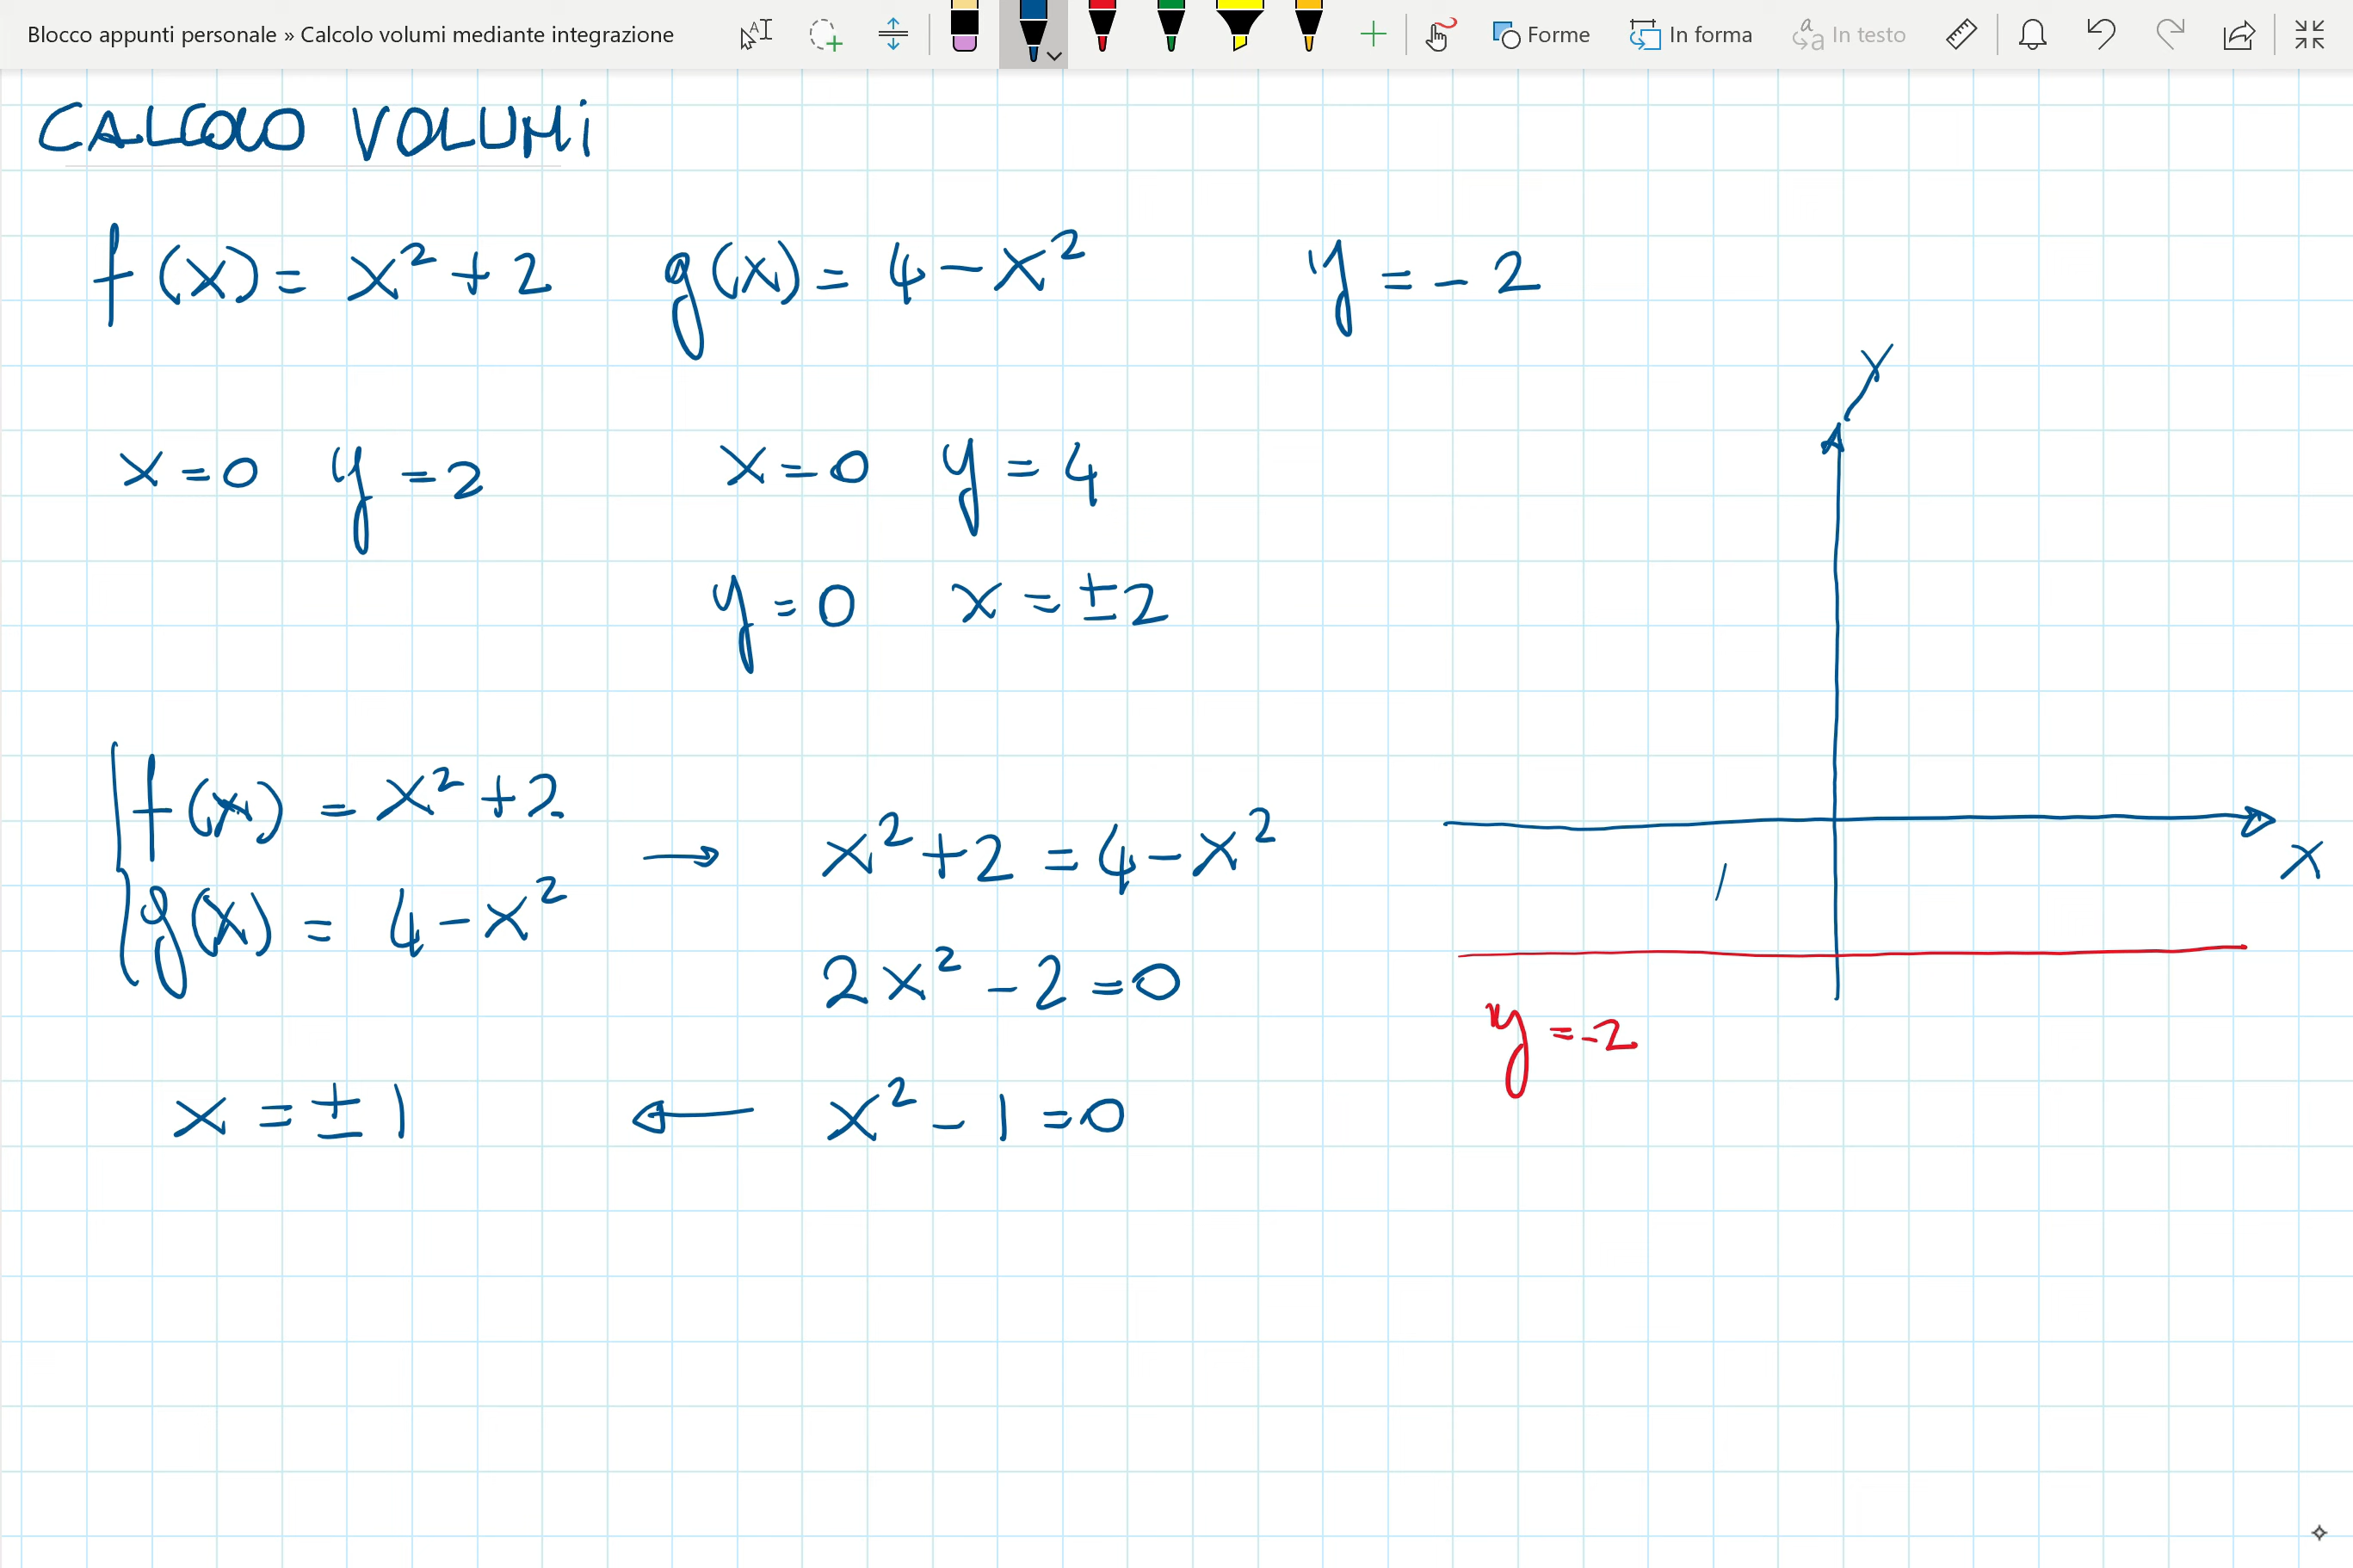 Blocco appunti personale » Calcolo volumi mediante integrazione
Forme
In forma
In testo
CALCOLO VOLUMI
f(x) = x² + 2 g(x) = 4 - x² y = -2
x = 0 y = 2 x = 0 y = 4
y = 0 x = ±2
f(x) = x² + 2
g(x) = 4 - x²
→ x² + 2 = 4 - x²
2x² - 2 = 0
x = ±1 ← x² - 1 = 0
y
x
y = -2